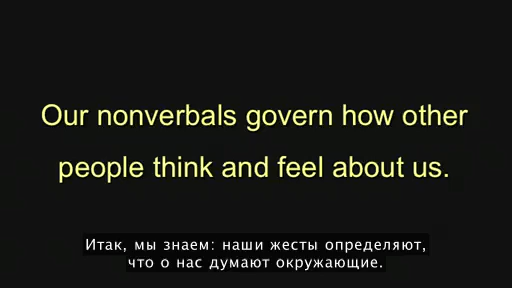 Our nonverbals govern how other
people think and feel about us.
Итак, мы знаем: наши жесты определяют,
что о нас думают окружающие.